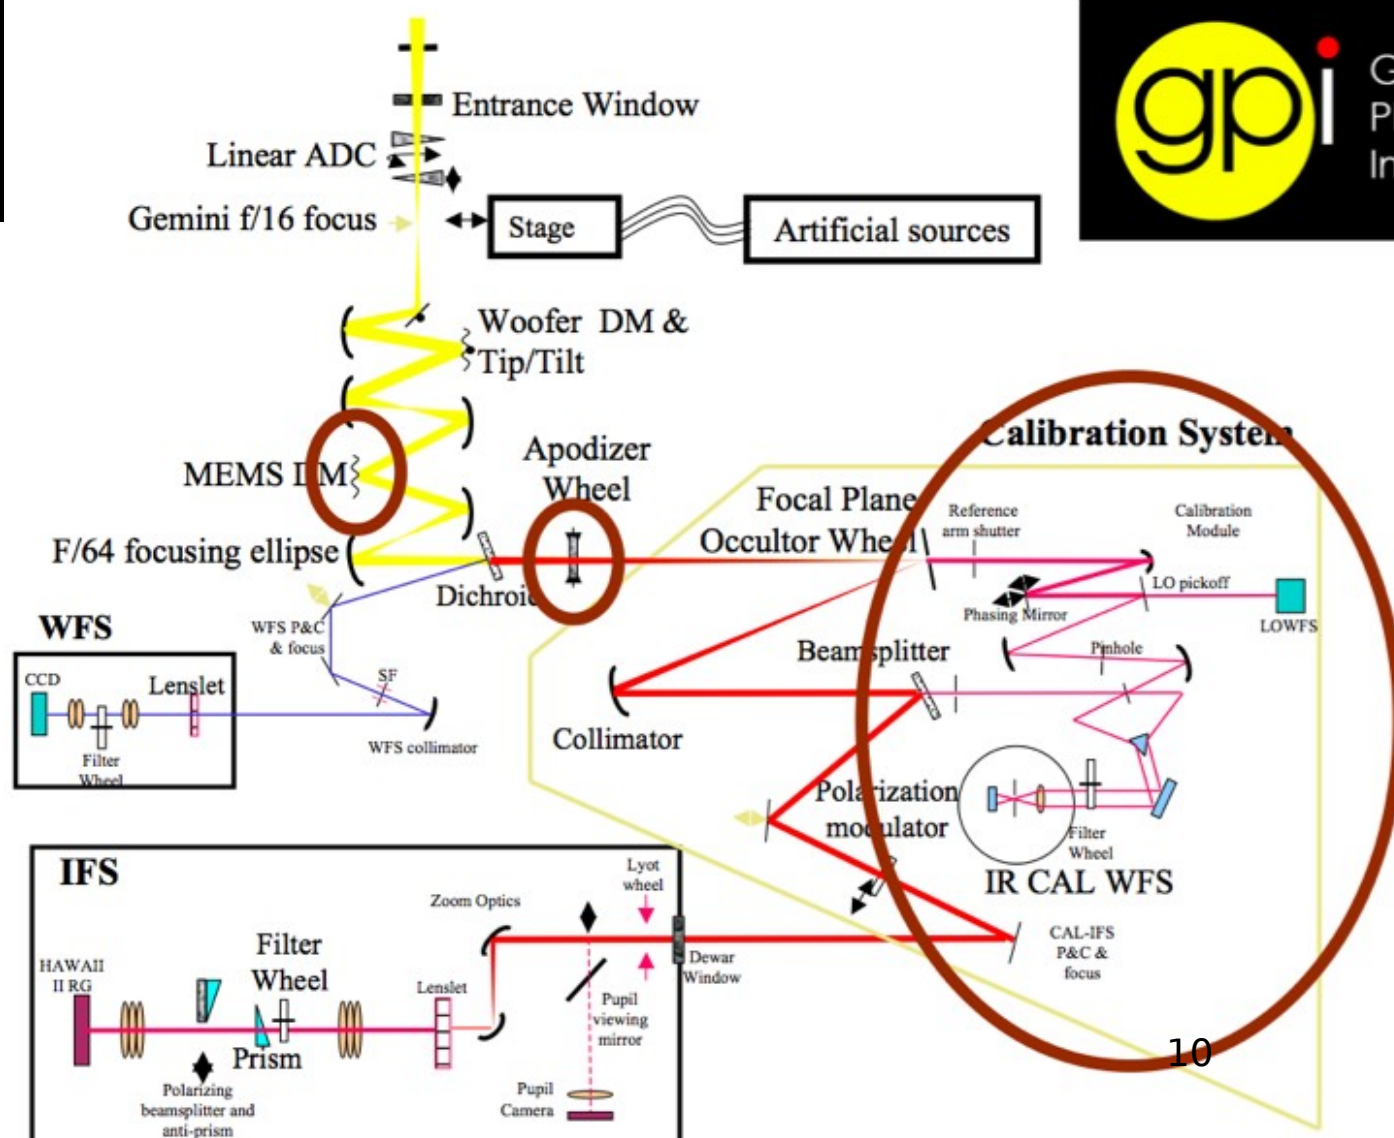 Entrance Window
Linear ADC
Gemini f/16 focus
Stage
Artificial sources
gpi
G
P
In
Woofer DM &
Tip/Tilt
MEMS DM
Apodizer
Wheel
F/64 focusing ellipse
Dichroic
Calibration System
Focal Plane
Occultor Wheel
Reference
arm shutter
Calibration
Module
LO pickoff
Phasing Mirror
LOWFS
Pinhole
Beamsplitter
Collimator
WFS
WFS P&C
& focus
SF
CCD
Lenslet
Filter
Wheel
WFS collimator
Polarization
modulator
Filter
Wheel
IR CAL WFS
CAL-IFS
P&C &
focus
IFS
Lyot
wheel
Zoom Optics
Dewar
Window
HAWAII
II RG
Filter
Wheel
Lenslet
Pupil
viewing
mirror
Prism
Polarizing
beamsplitter and
anti-prism
Pupil
Camera
10